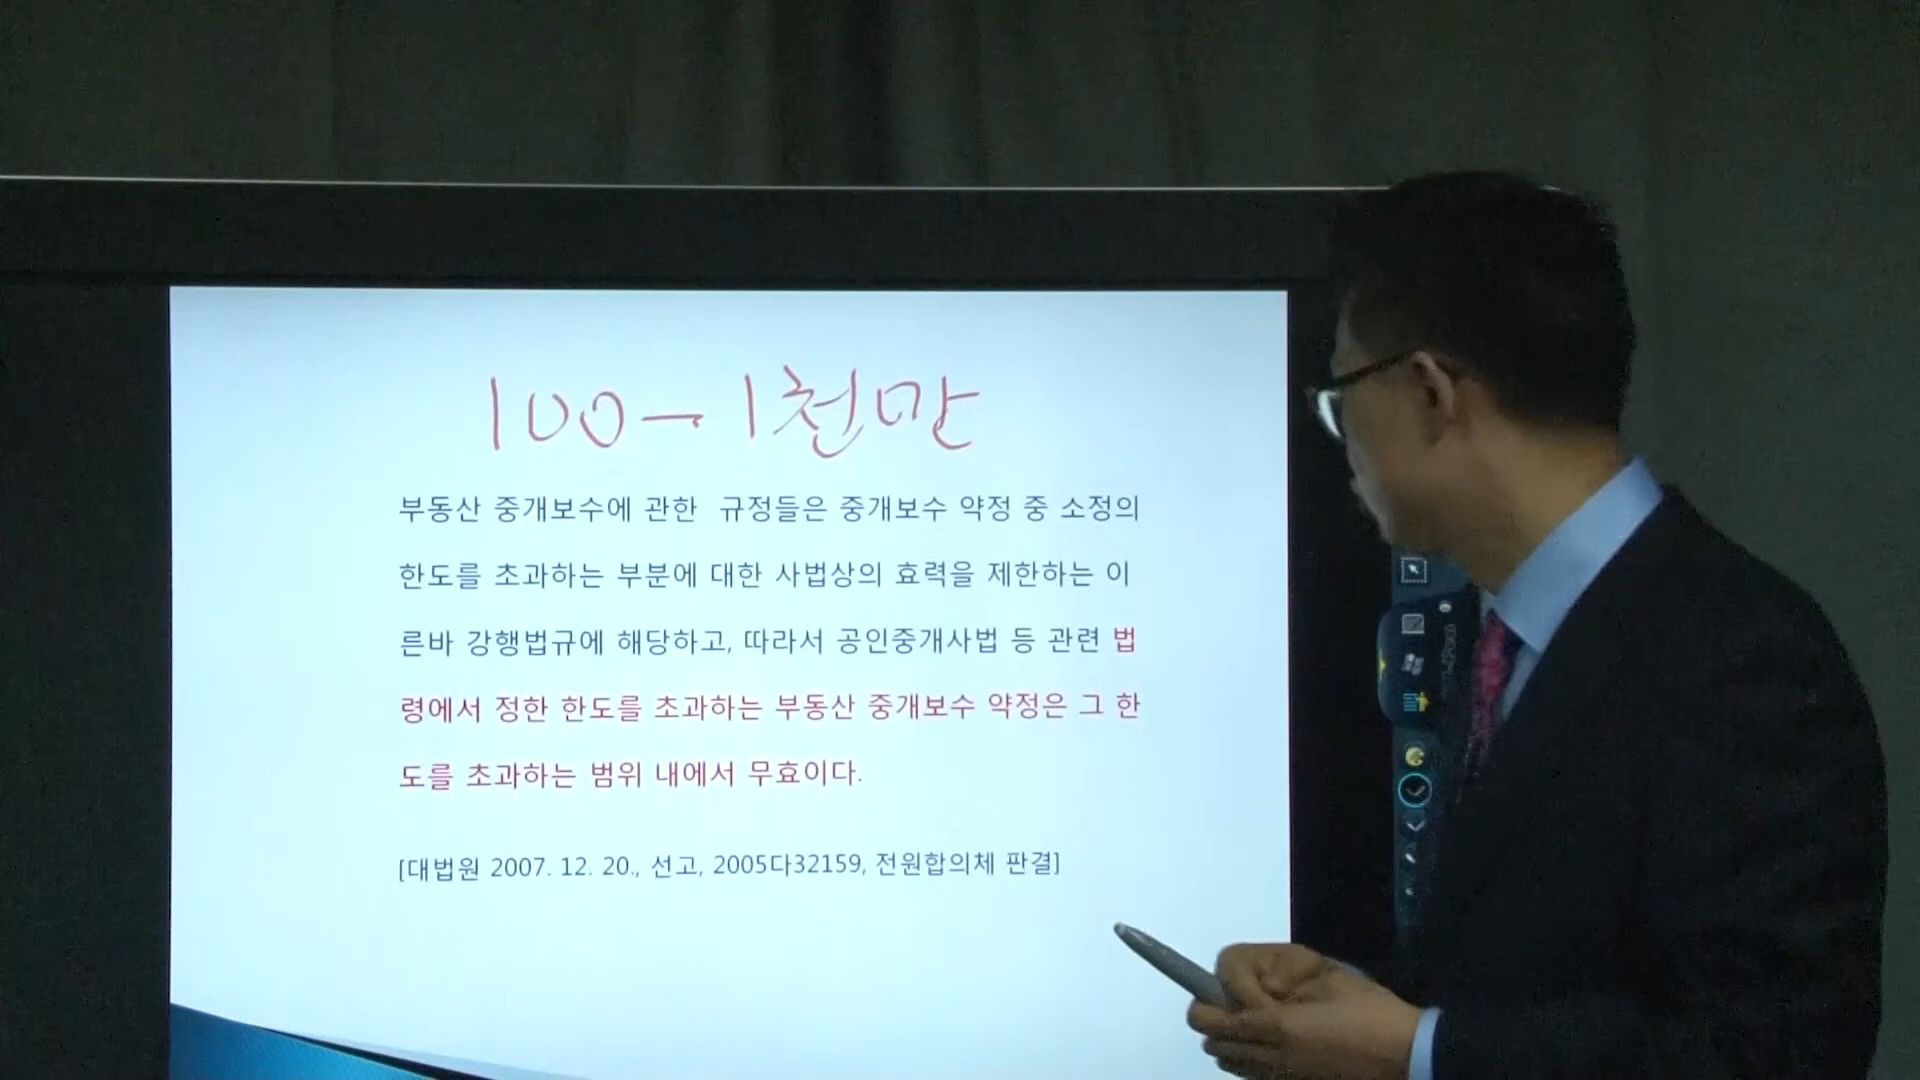 100→1천만
부동산 중개보수에 관한 규정들은 중개보수 약정 중 소정의
한도를 초과하는 부분에 대한 사법상의 효력을 제한하는 이
른바 강행법규에 해당하고, 따라서 공인중개사법 등 관련 법
령에서 정한 한도를 초과하는 부동산 중개보수 약정은 그 한
도를 초과하는 범위 내에서 무효이다.
[대법원 2007. 12. 20., 선고, 2005다32159, 전원합의체 판결]